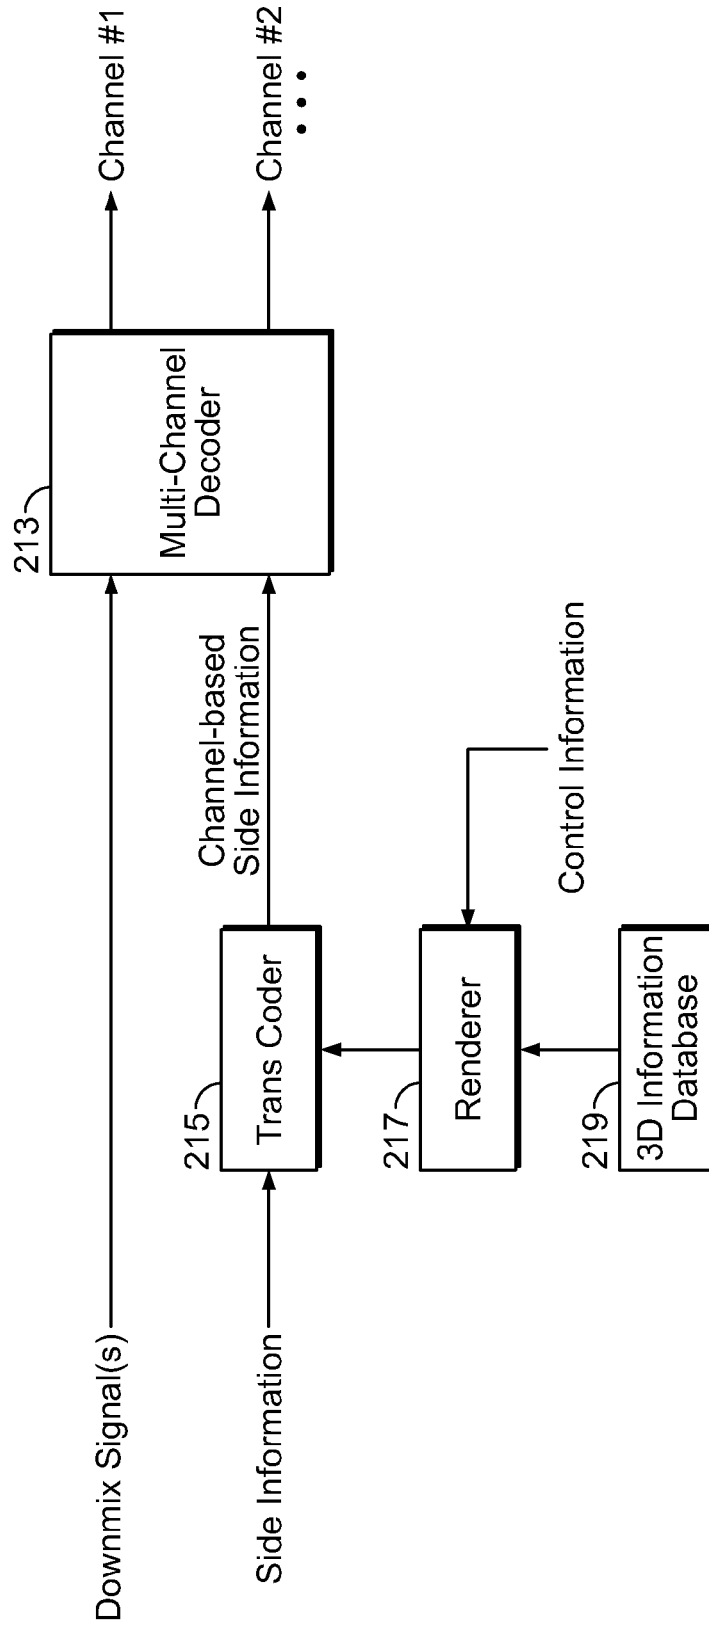 Downmix Signal(s)
Side Information
213
Multi-Channel
Decoder
Channel #1
Channel #2
Channel-based
Side Information
215
Trans Coder
217
Renderer
Control Information
219
3D Information
Database